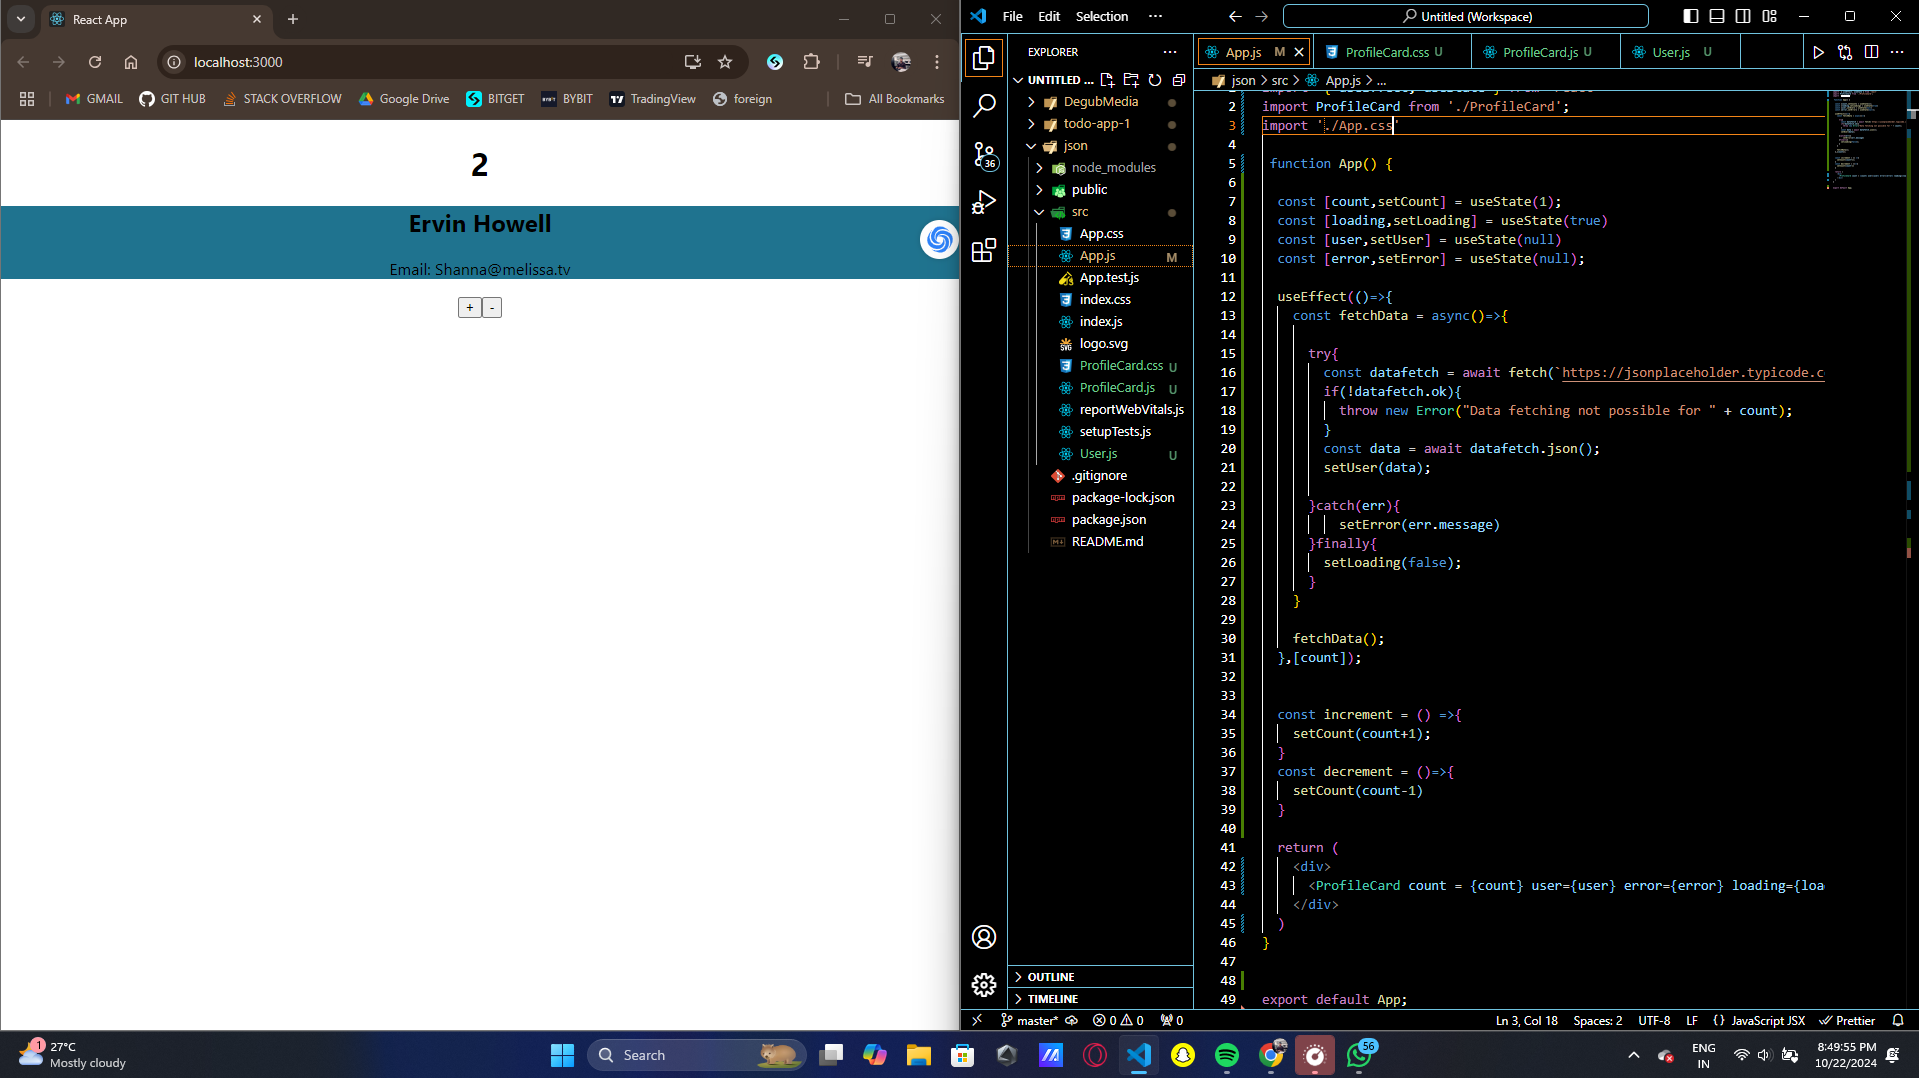 React App
localhost:3000
GMAIL
GIT HUB
STACK OVERFLOW
Google Drive
BITGET
BYBIT
TradingView
foreign
All Bookmarks
2
Ervin Howell
Email: Shanna@melissa.tv
+
-
File
Edit
Selection
···
Untitled (Workspace)
EXPLORER
UNTITLED ...
DegubMedia
todo-app-1
json
node_modules
public
src
App.css
App.js M
App.test.js
index.css
index.js
logo.svg
ProfileCard.css U
ProfileCard.js U
reportWebVitals.js
setupTests.js
User.js U
.gitignore
package-lock.json
package.json
README.md
OUTLINE
TIMELINE
36
App.js M
ProfileCard.css U
ProfileCard.js U
User.js U
json > src > App.js > ...
2 import ProfileCard from './ProfileCard';
3 import './App.css'
4
5 function App() {
6
7 const [count,setCount] = useState(1);
8 const [loading,setLoading] = useState(true)
9 const [user,setUser] = useState(null)
10 const [error,setError] = useState(null);
11
12 useEffect(()=>{
13 const fetchData = async()=>{
14
15 try{
16 const datafetch = await fetch(`https://jsonplaceholder.typicode.c
17 if(!datafetch.ok){
18 throw new Error("Data fetching not possible for " + count);
19 }
20 const data = await datafetch.json();
21 setUser(data);
22
23 }catch(err){
24 setError(err.message)
25 }finally{
26 setLoading(false);
27 }
28 }
29
30 fetchData();
31 },[count]);
32
33
34 const increment = () =>{
35 setCount(count+1);
36 }
37 const decrement = ()=>{
38 setCount(count-1)
39 }
40
41 return (
42 <div>
43 <ProfileCard count = {count} user={user} error={error} loading={loa
44 </div>
45 )
46 }
47
48
49 export default App;
master*
0
0
0
Ln 3, Col 18
Spaces: 2
UTF-8
LF
{ } JavaScript JSX
Prettier
1
27°C
Mostly cloudy
Search
56
ENG
IN
8:49:55 PM
10/22/2024